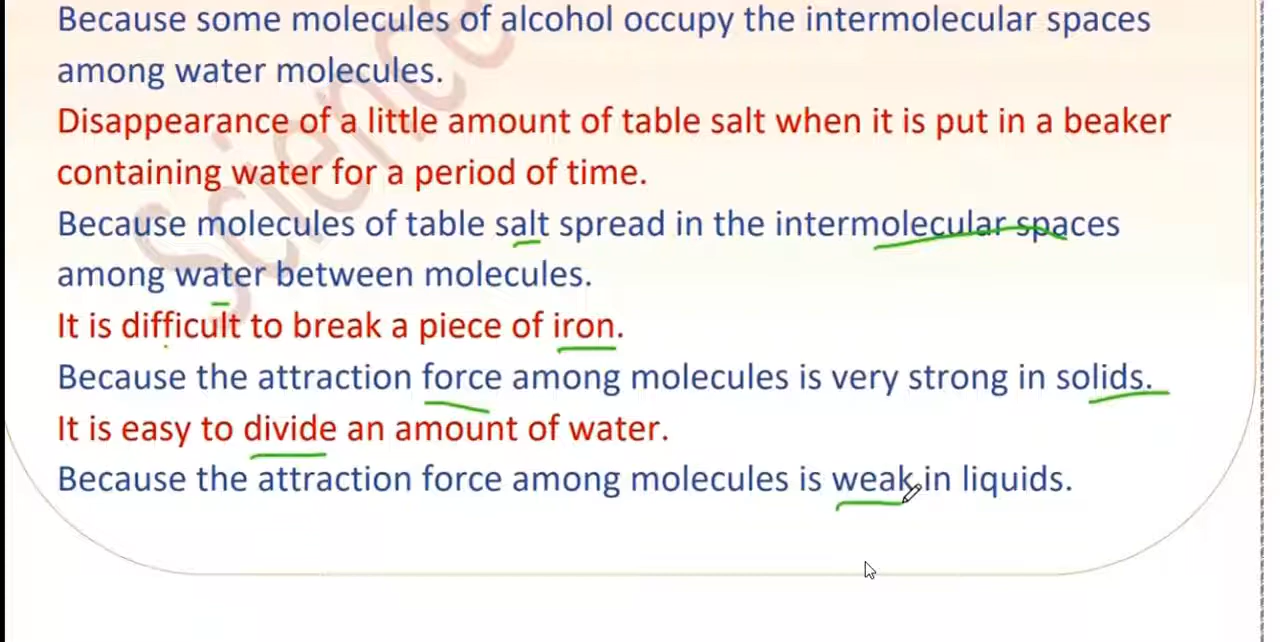 Because some molecules of alcohol occupy the intermolecular spaces
among water molecules.
Disappearance of a little amount of table salt when it is put in a beaker
containing water for a period of time.
Because molecules of table salt spread in the intermolecular spaces
among water between molecules.
It is difficult to break a piece of iron.
Because the attraction force among molecules is very strong in solids.
It is easy to divide an amount of water.
Because the attraction force among molecules is weak in liquids.
Science